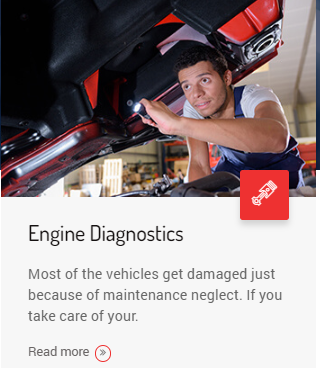 Engine Diagnostics
Most of the vehicles get damaged just
because of maintenance neglect. If you
take care of your.
Read more